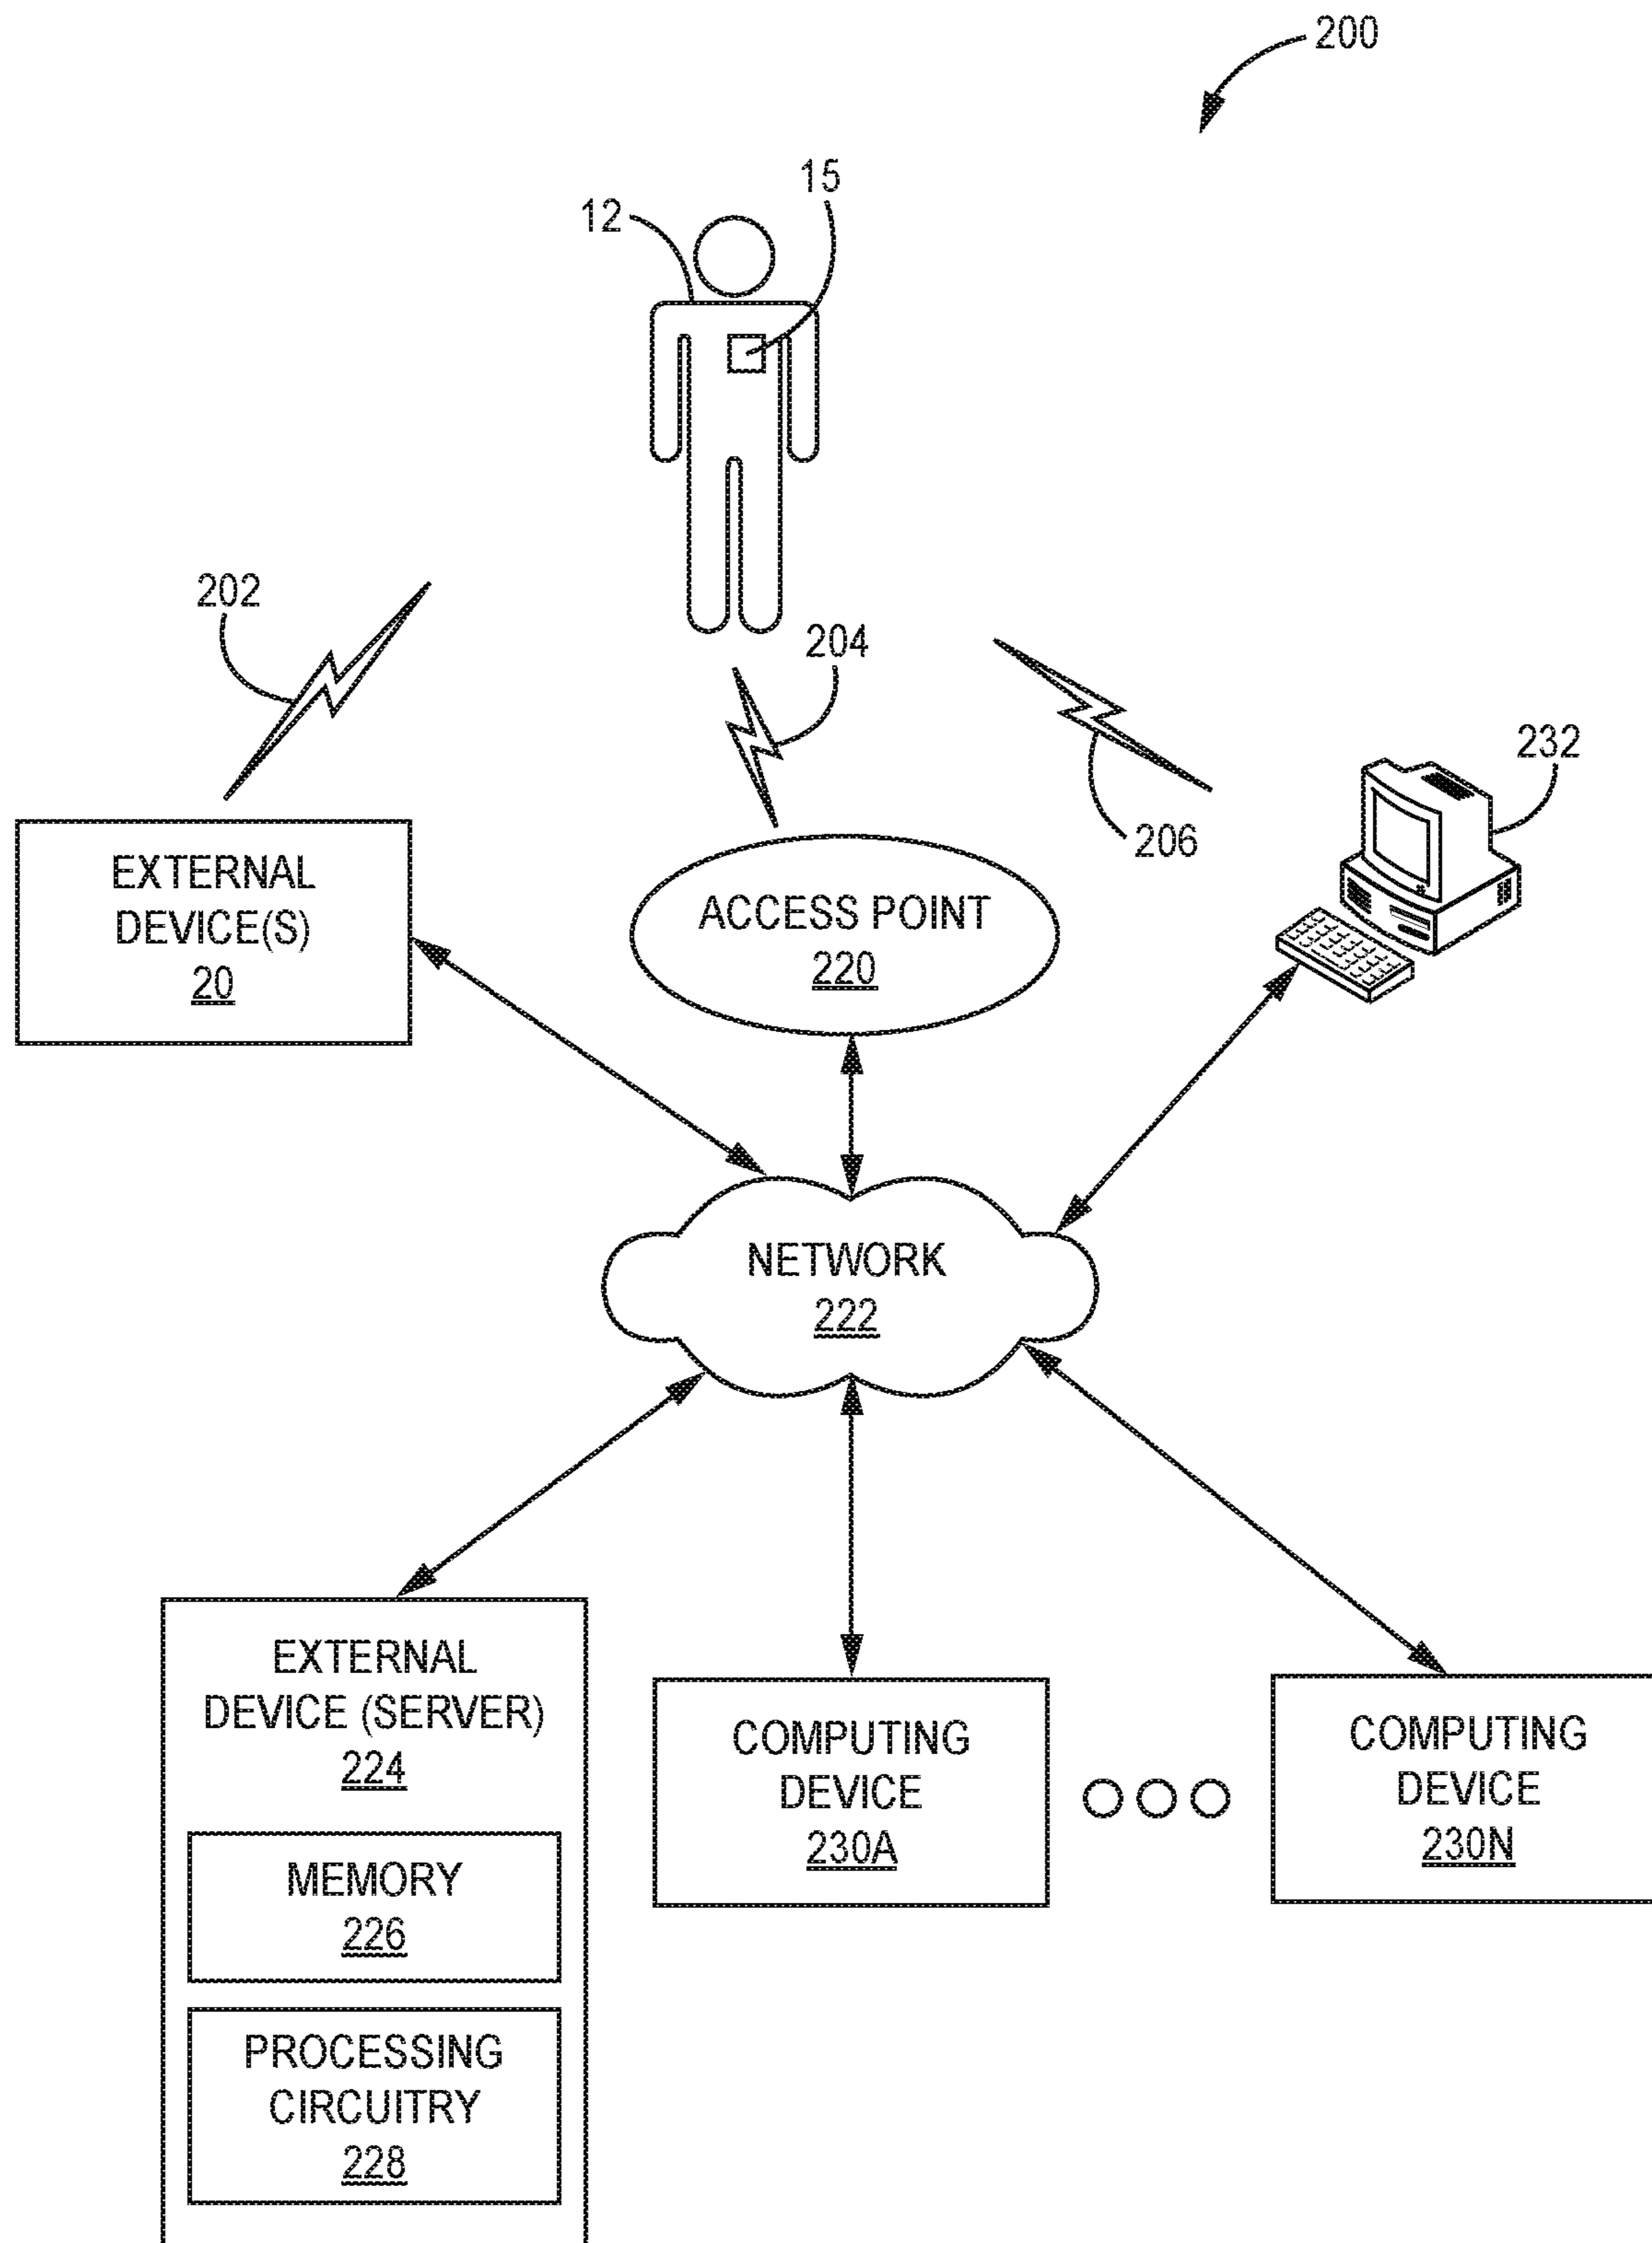 200
15
12
202
204
232
206
EXTERNAL
DEVICE(S)
20
ACCESS POINT
220
NETWORK
222
EXTERNAL
DEVICE (SERVER)
224
MEMORY
226
PROCESSING
CIRCUITRY
228
COMPUTING
DEVICE
230A
COMPUTING
DEVICE
230N